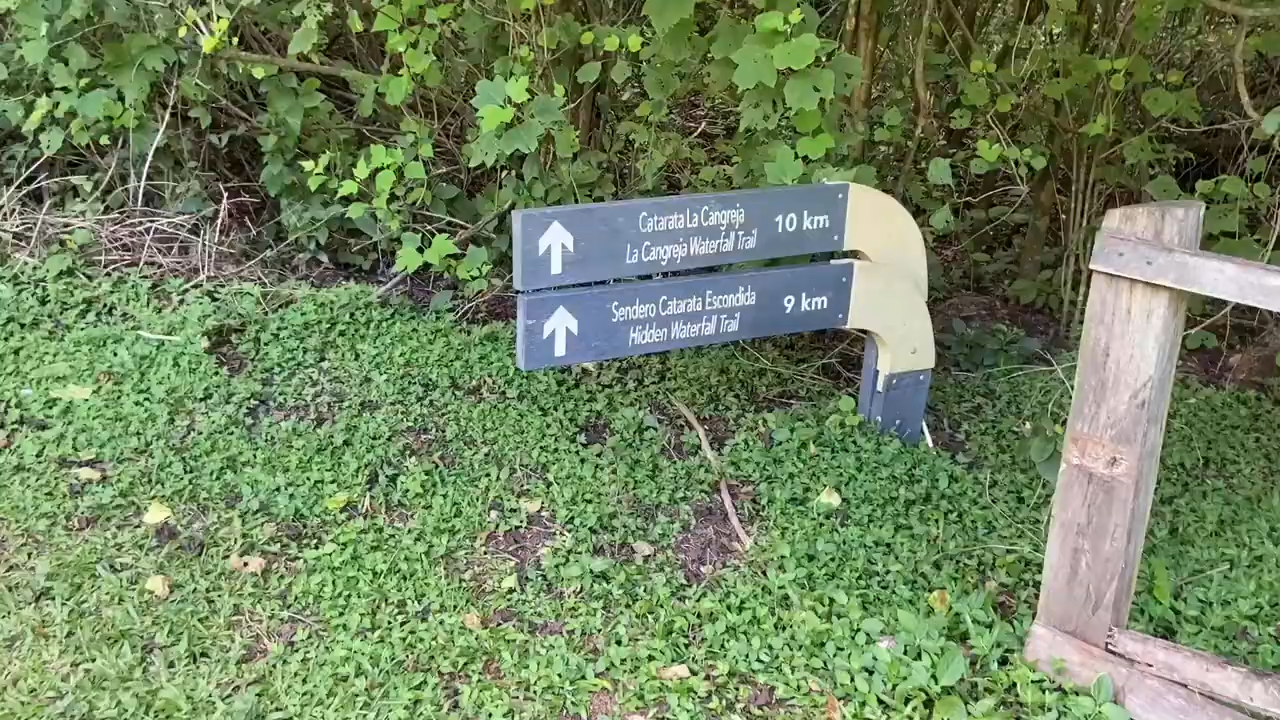 Catarata La Cangreja
La Cangreja Waterfall Trail
10 km
Sendero Catarata Escondida
Hidden Waterfall Trail
9 km